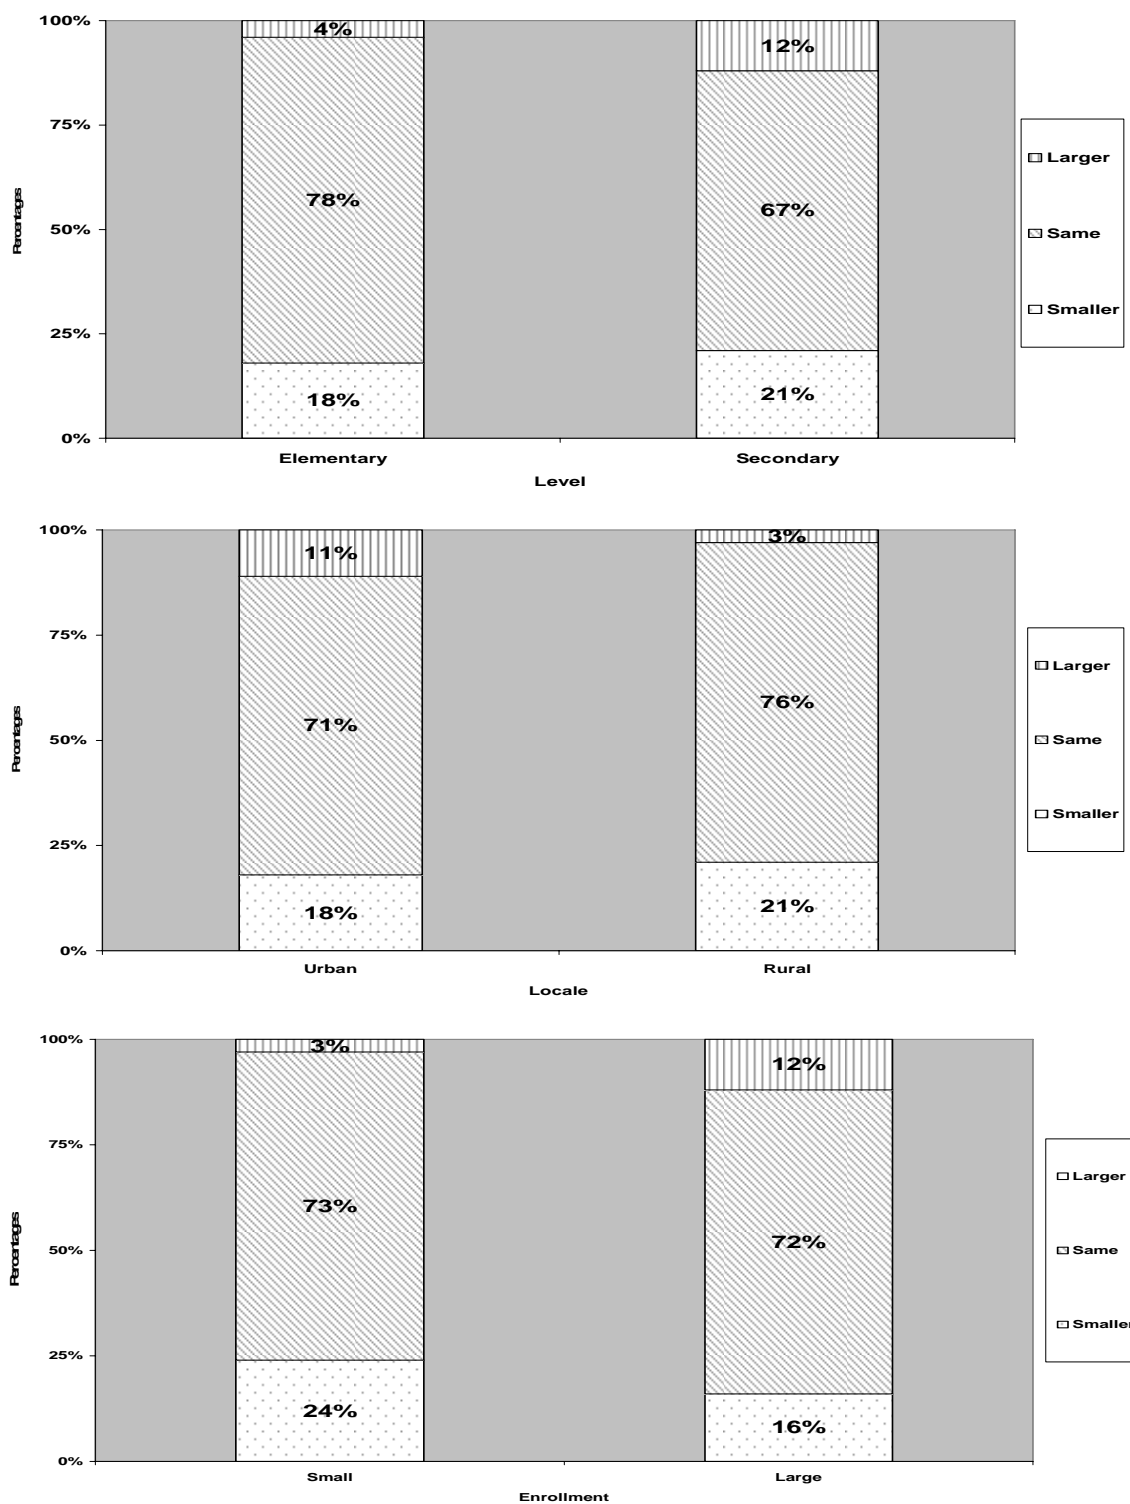 100%
4%
12%
75%
Larger
78%
67%
Percentages
50%
Same
25%
Smaller
18%
21%
0%
Elementary
Secondary
Level
100%
11%
3%
75%
Larger
76%
71%
Percentages
50%
Same
25%
Smaller
18%
21%
0%
Urban
Rural
Locale
100%
3%
12%
75%
Larger
73%
72%
Percentages
50%
Same
Smaller
25%
24%
16%
0%
Small
Large
Enrollment